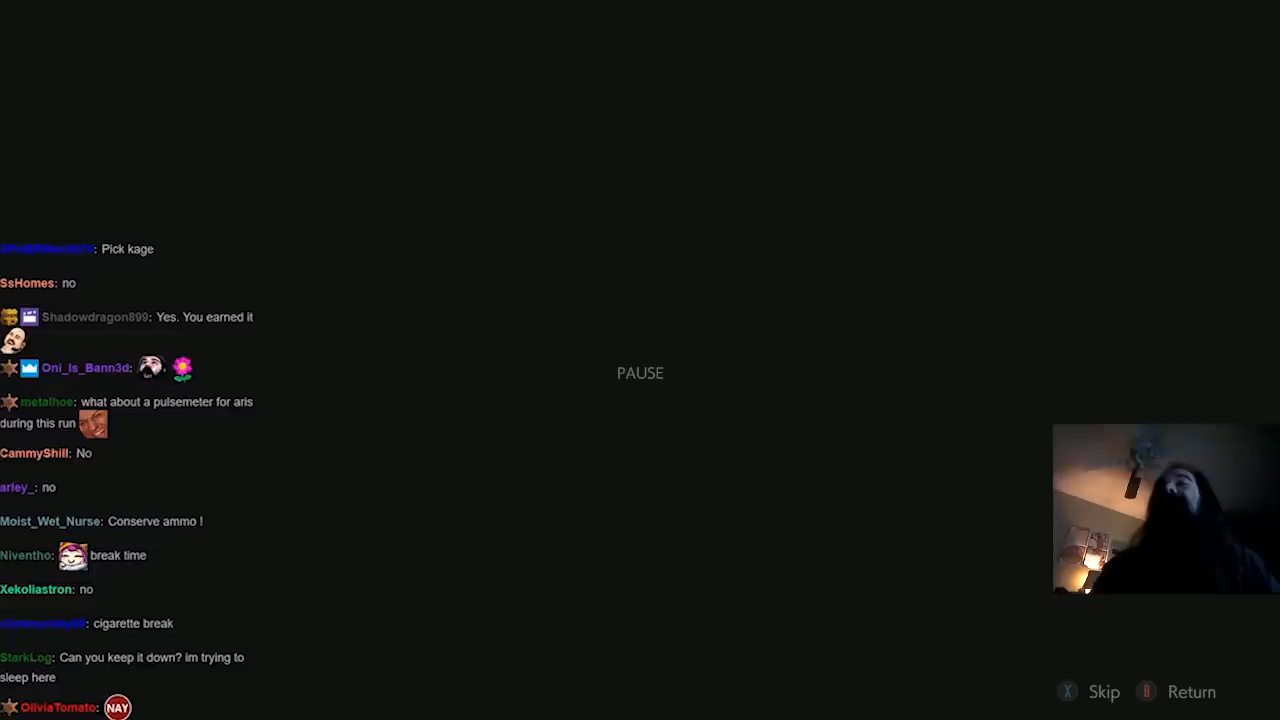 : Pick kage
SsHomes: no
Shadowdragon899: Yes. You earned it
Oni_Is_Bann3d:
metalhoe: what about a pulsemeter for aris
during this run
CammyShill: No
arley_: no
Moist_Wet_Nurse: Conserve ammo !
Niventho: break time
Xekoliastron: no
: cigarette break
StarkLog: Can you keep it down? im trying to
sleep here
OliviaTomato: NAY
PAUSE
X Skip B Return